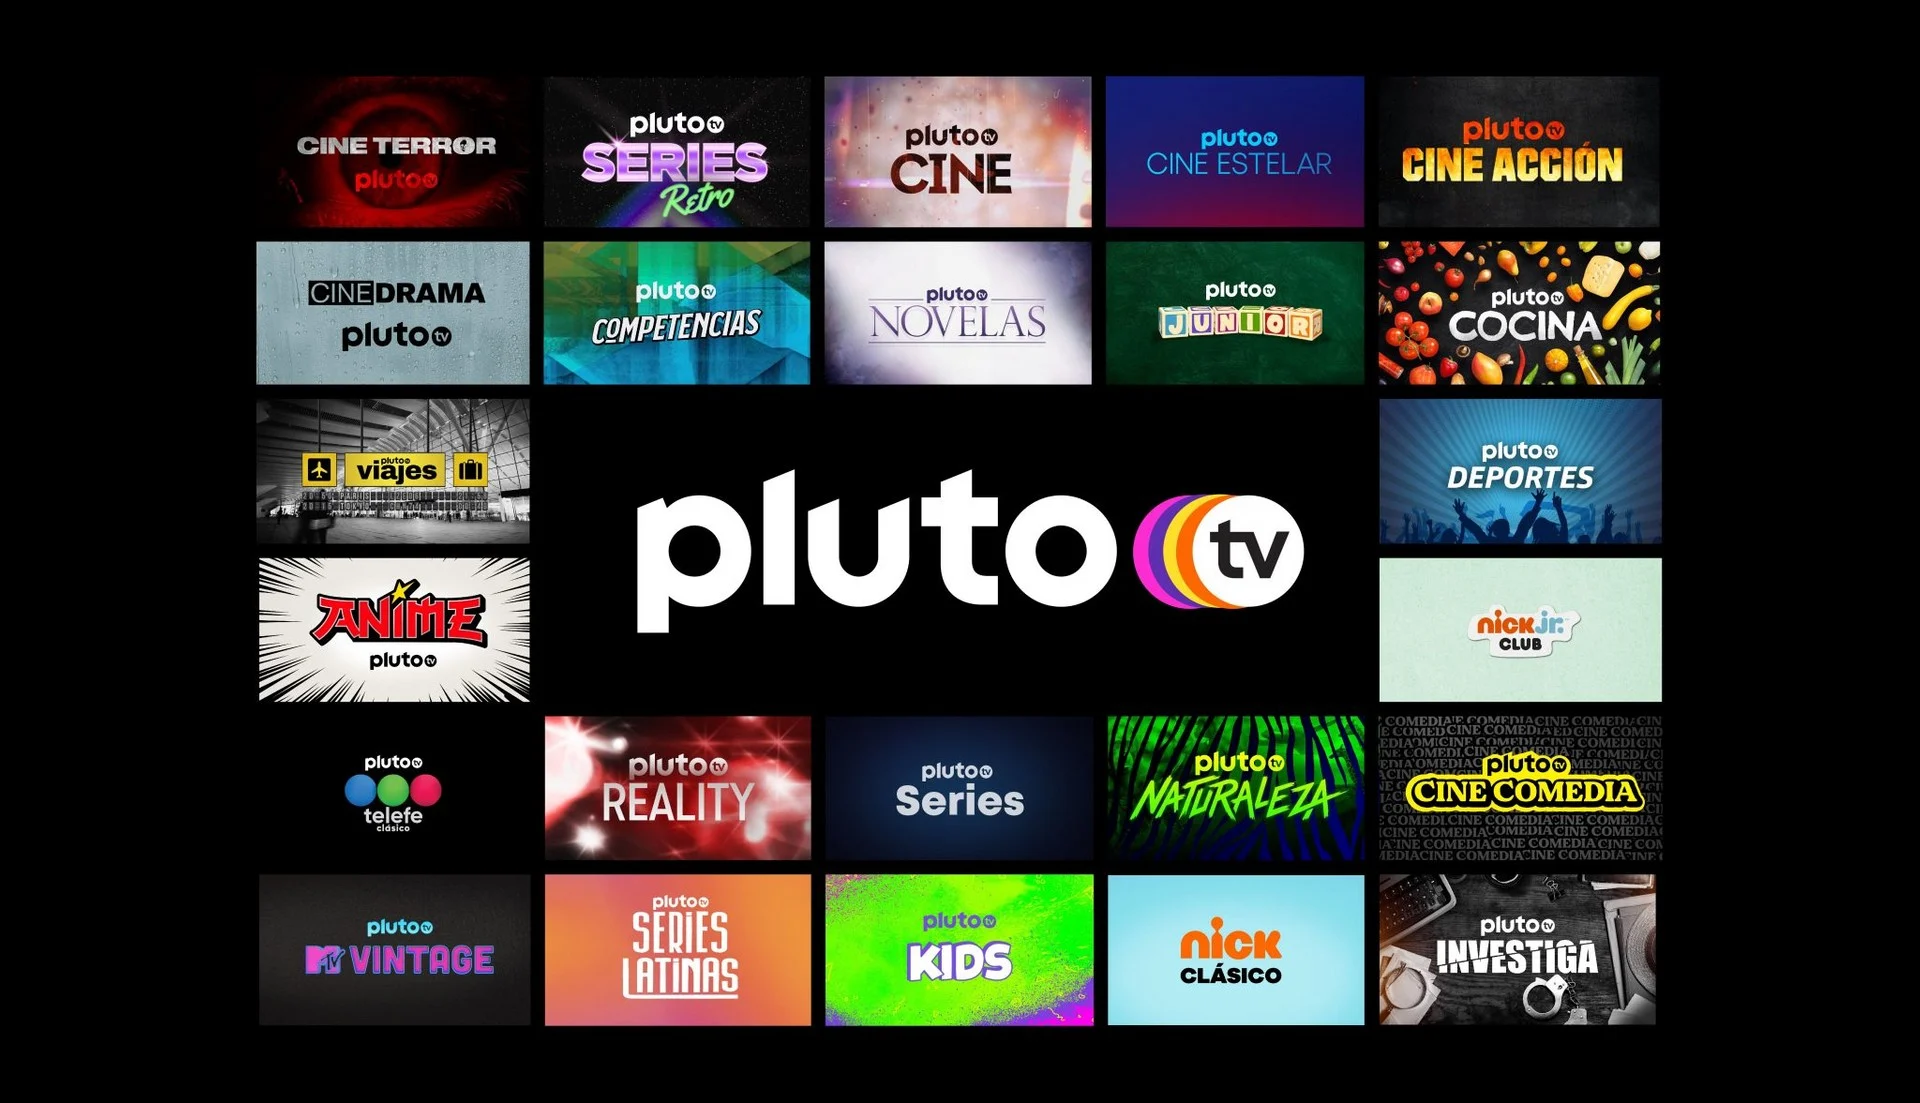 CINE TERROR
pluto tv
pluto tv
SERIES
Retro
pluto tv
CINE
pluto tv
CINE ESTELAR
pluto tv
CINE ACCIÓN
CINEDRAMA
pluto tv
pluto tv
COMPETENCIAS
pluto tv
NOVELAS
pluto tv
JUNIOR
pluto tv
COCINA
pluto tv
viajes
pluto tv
pluto tv
DEPORTES
ANIME
pluto tv
nick jr.
CLUB
pluto tv
telefe
clásico
pluto tv
REALITY
pluto tv
Series
pluto tv
NATURALEZA
pluto tv
CINE COMEDIA
pluto tv
MTV VINTAGE
pluto tv
SERIES
LATINAS
pluto tv
KIDS
nick
CLÁSICO
pluto tv
INVESTIGA